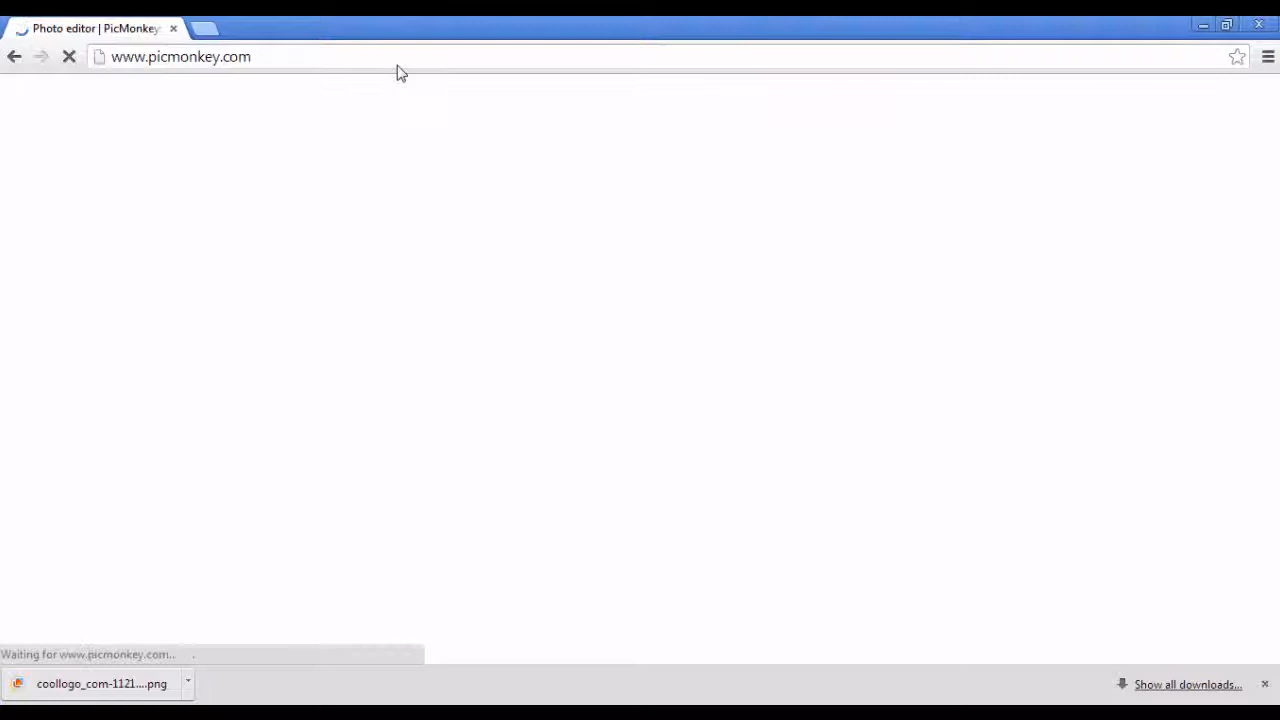 Photo editor | PicMonkey
www.picmonkey.com
Waiting for www.picmonkey.com...
coollogo_com-1121....png
Show all downloads...